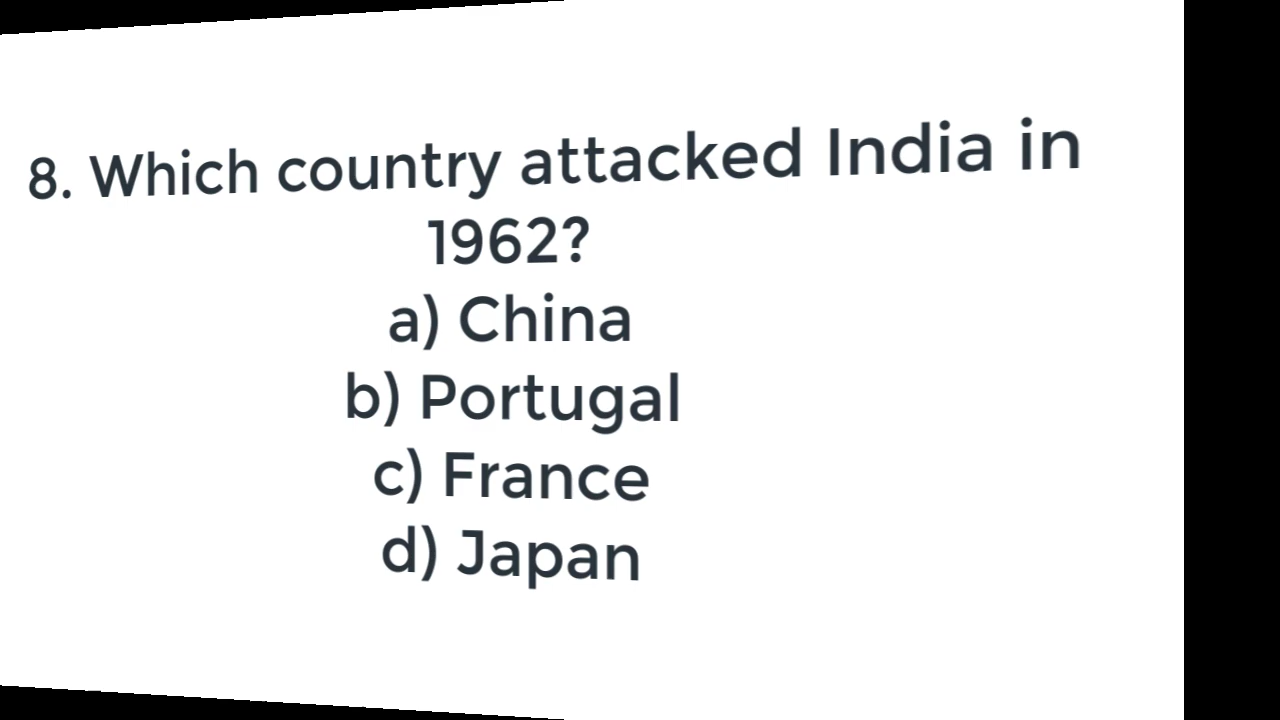 8. Which country attacked India in
1962?
a) China
b) Portugal
c) France
d) Japan